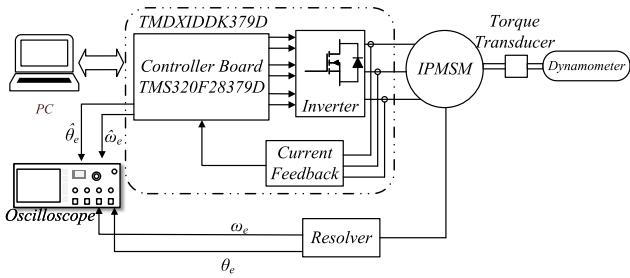 TMDXIDDK379D
Torque
Transducer
Controller Board
TMS320F28379D
IPMSM
Dynamometer
PC
Inverter
θ̂e
ω̂e
Current
Feedback
Oscilloscope
ωe
Resolver
θe